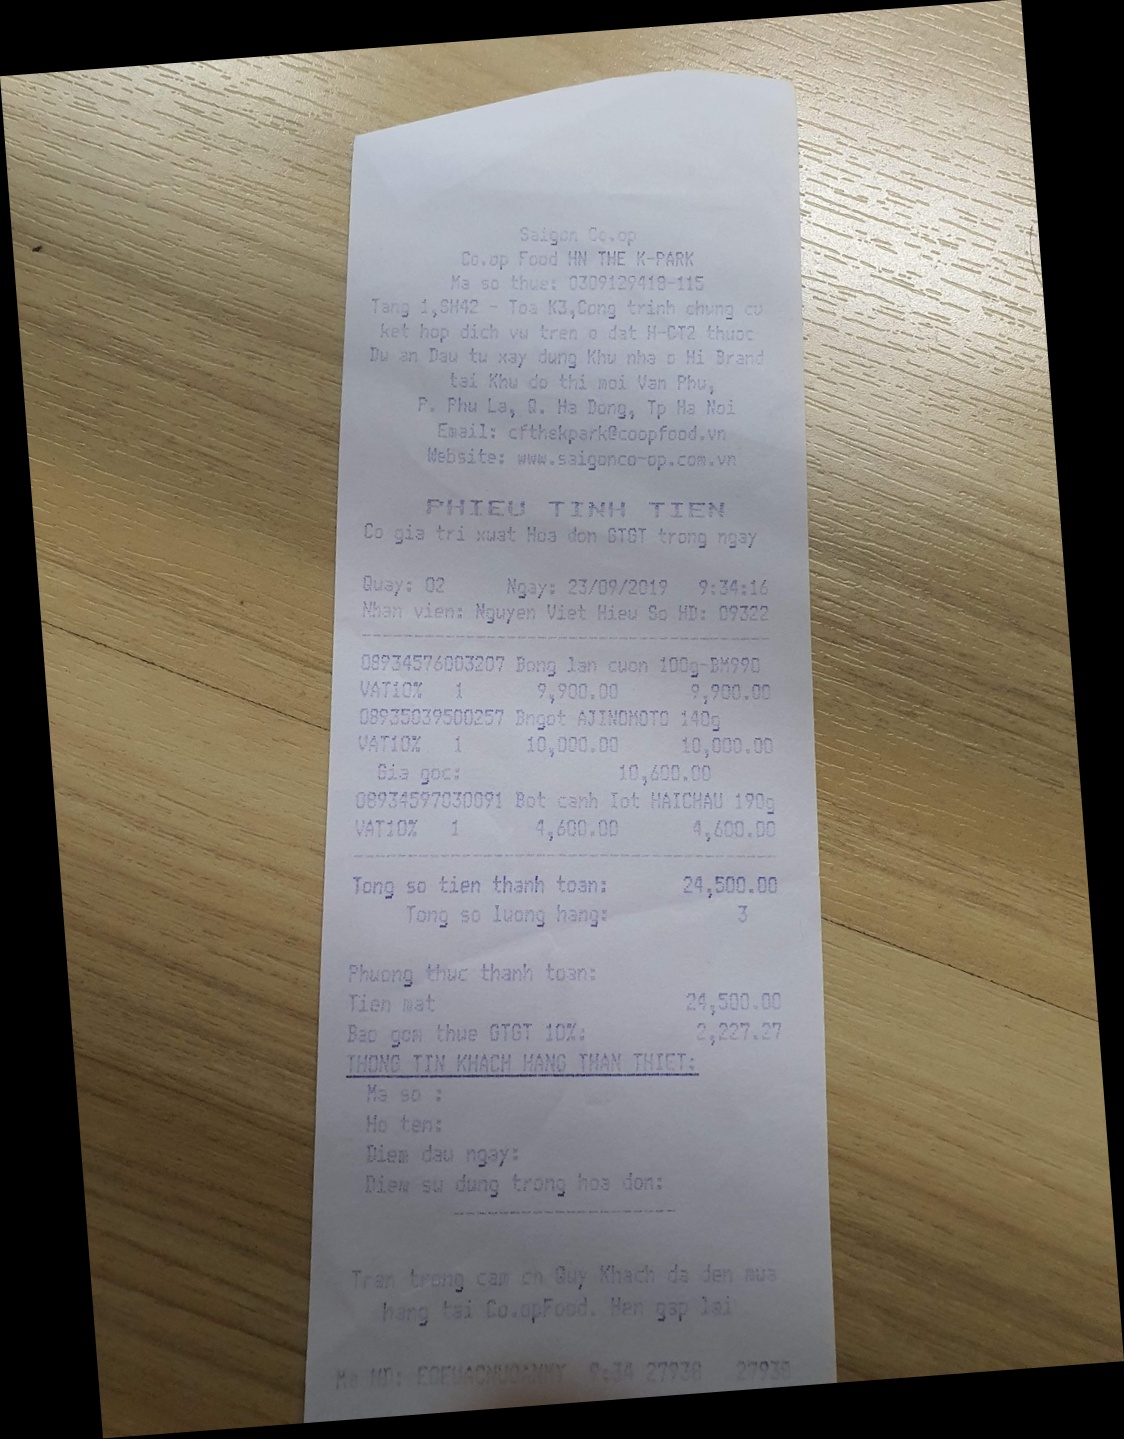 Saigon Co.op
Co.op Food HN THE K-PARK
Ma so thue: 0309129418-115
Tang 1,SH42 - Toa K3,Cong trinh chung cu
ket hop dich vu tren o dat H-CT2 thuoc
Du an Dau tu xay dung Khu nha o Hi Brand
tai Khu do thi moi Van Phu,
P. Phu La, Q. Ha Dong, Tp Ha Noi
Email: cfthekpark@coopfood.vn
Website: www.saigonco-op.com.vn
PHIEU TINH TIEN
Co gia tri xuat Hoa don GTGT trong ngay
Quay: 02 Ngay: 23/09/2019 9:34:16
Nhan vien: Nguyen Viet Hieu So HD: 09322
08934576003207 Bong lan cuon 100g-BM990
VAT10% 1 9,900.00 9,900.00
08935039500257 Bngot AJINOMOTO 140g
VAT10% 1 10,000.00 10,000.00
Gia goc: 10,600.00
08934597030091 Bot canh Iot HAICHAU 190g
VAT10% 1 4,600.00 4,600.00
Tong so tien thanh toan: 24,500.00
Tong so luong hang: 3
Phuong thuc thanh toan:
Tien mat 24,500.00
Bao gom thue GTGT 10%: 2,227.27
THONG TIN KHACH HANG THAN THIET:
Ma so :
Ho ten:
Diem dau ngay:
Diem su dung trong hoa don:
Tran trong cam on Quy Khach da den mua
hang tai Co.opFood. Hen gap lai
Ma HD: 9:34 27938 27938